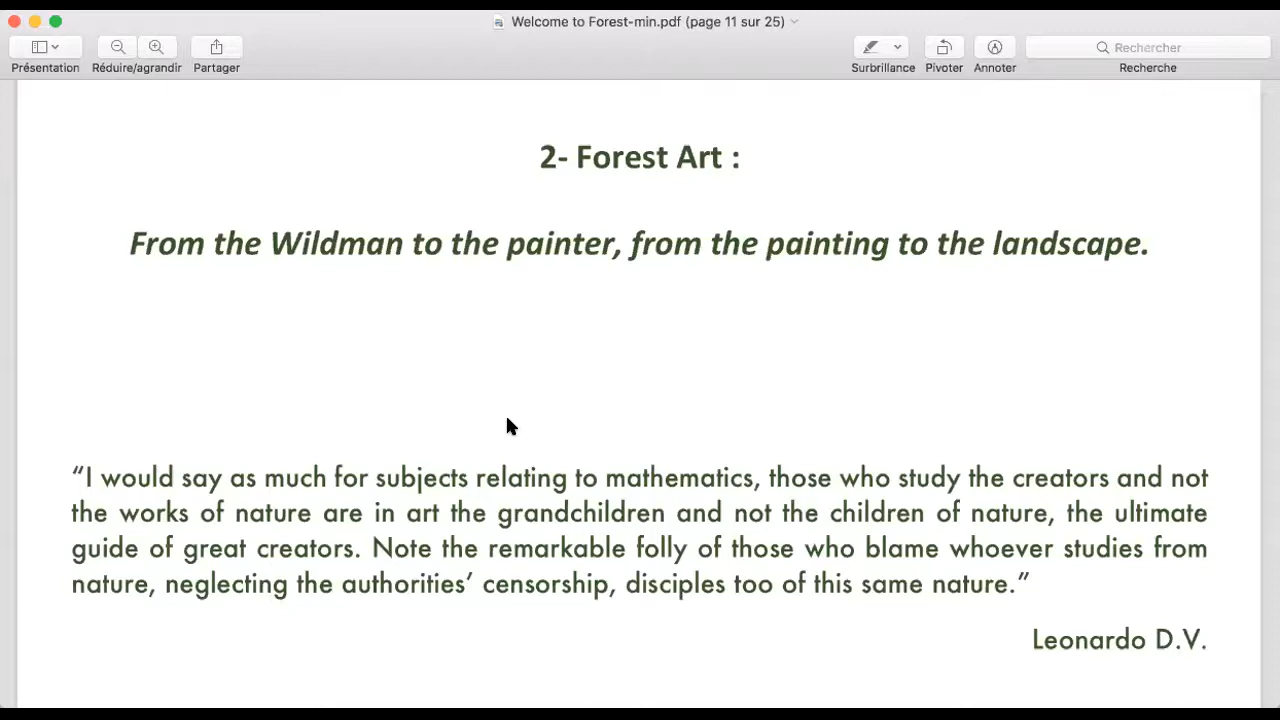 Welcome to Forest-min.pdf (page 11 sur 25)
Présentation
Réduire/agrandir
Partager
Surbrillance
Pivoter
Annoter
Rechercher
Recherche
2- Forest Art :
From the Wildman to the painter, from the painting to the landscape.
“I would say as much for subjects relating to mathematics, those who study the creators and not
the works of nature are in art the grandchildren and not the children of nature, the ultimate
guide of great creators. Note the remarkable folly of those who blame whoever studies from
nature, neglecting the authorities’ censorship, disciples too of this same nature.”
Leonardo D.V.